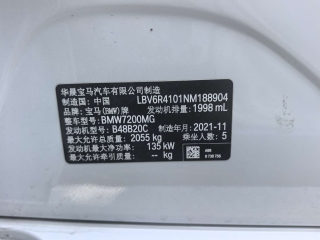 华晨宝马汽车有限公司制造
制造国：中国 LBV6R4101NM188904
品牌：宝马(BMW)牌 发动机排量：1998 mL
整车型号：BMW7200MG
发动机型号：B48B20C 制造年月：2021-11
最大允许总质量：2055 kg 乘坐人数：5
发动机最大净功率：135 kW
最大允许牵引质量：-- kg